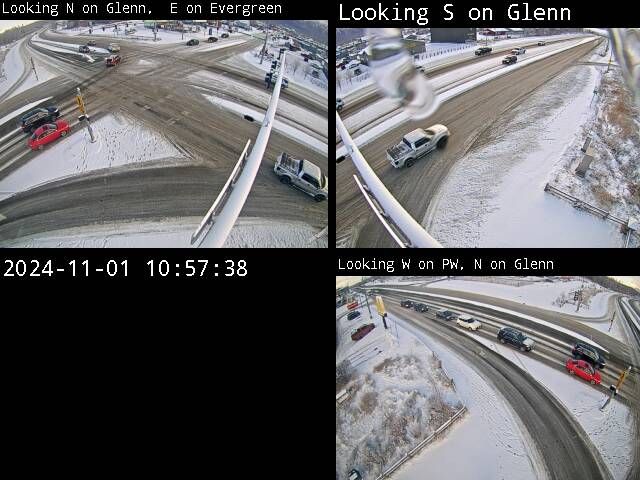 Looking N on Glenn, E on Evergreen
Looking S on Glenn
2024-11-01 10:57:38
Looking W on PW, N on Glenn